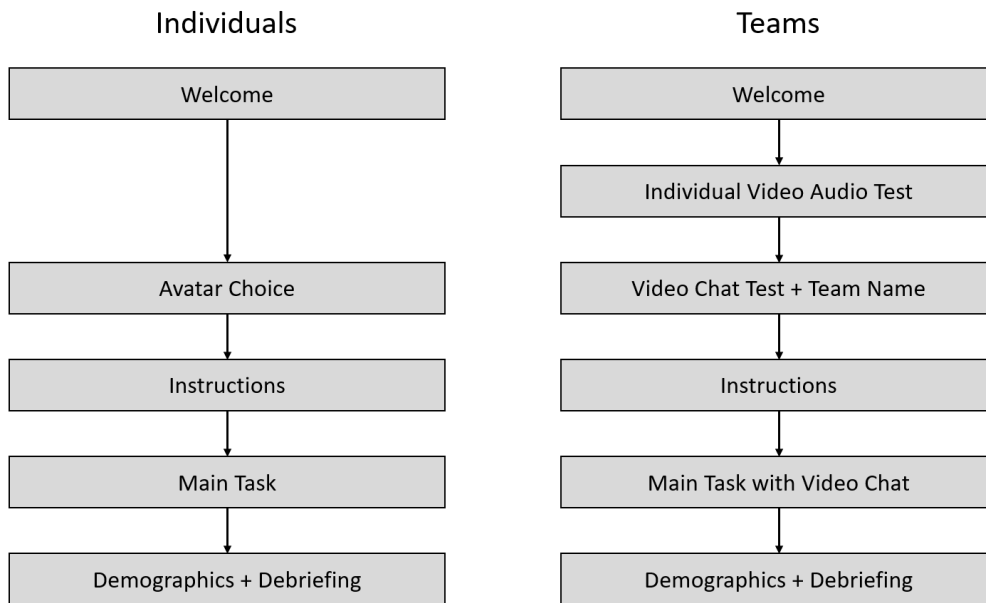 Individuals
Welcome
Avatar Choice
Instructions
Main Task
Demographics + Debriefing
Teams
Welcome
Individual Video Audio Test
Video Chat Test + Team Name
Instructions
Main Task with Video Chat
Demographics + Debriefing